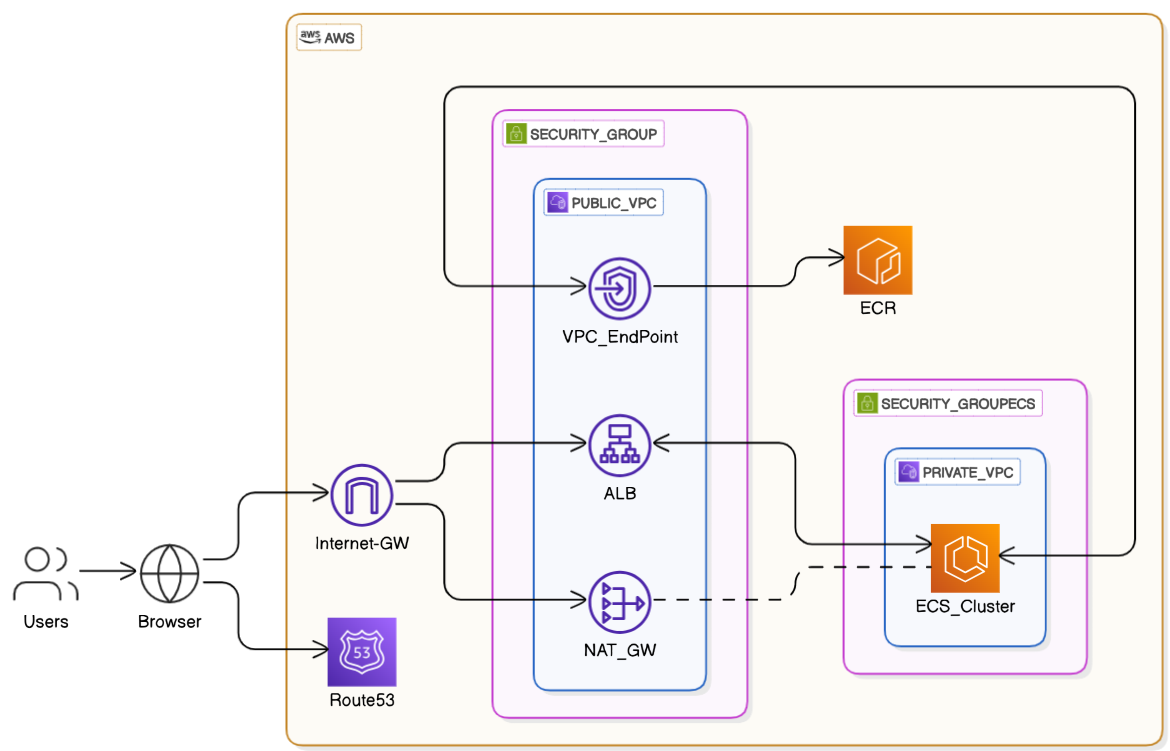 aws AWS
SECURITY_GROUP
PUBLIC_VPC
VPC_EndPoint
ECR
SECURITY_GROUPECS
PRIVATE_VPC
ALB
Internet-GW
ECS_Cluster
Users
Browser
NAT_GW
53
Route53